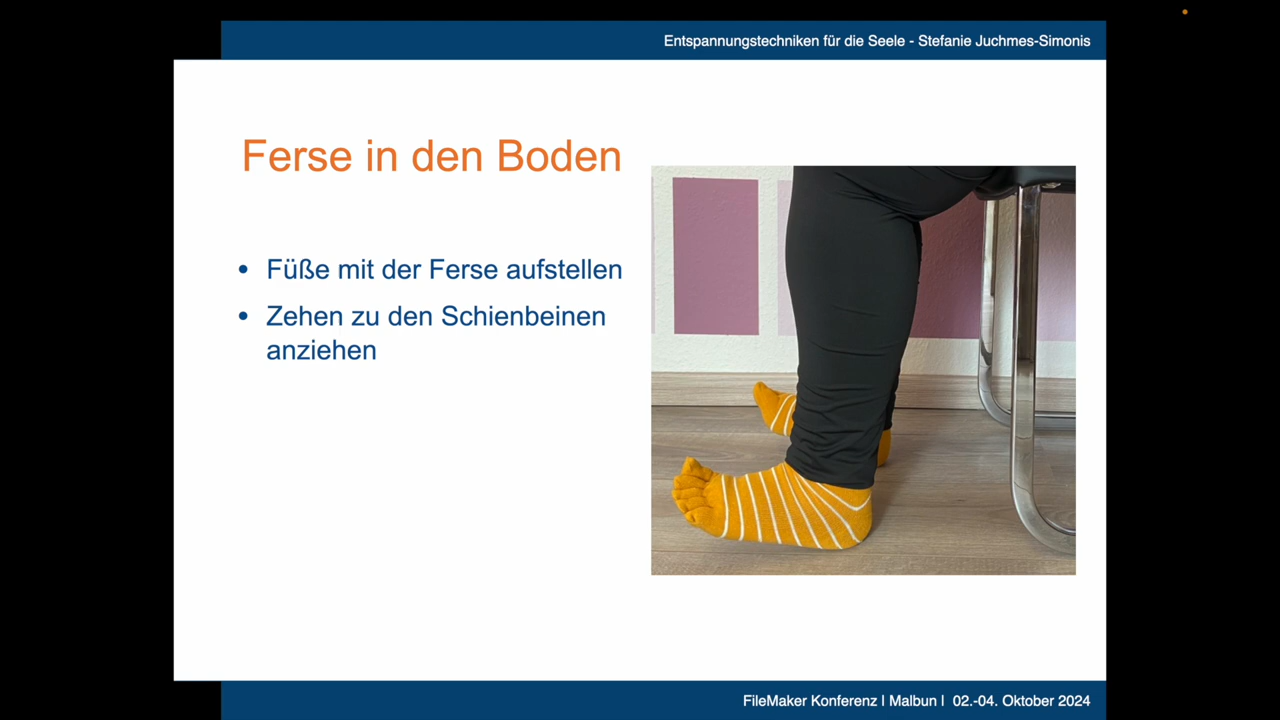 Entspannungstechniken für die Seele - Stefanie Juchmes-Simonis
Ferse in den Boden
• Füße mit der Ferse aufstellen
• Zehen zu den Schienbeinen
anziehen
FileMaker Konferenz | Malbun | 02.-04. Oktober 2024